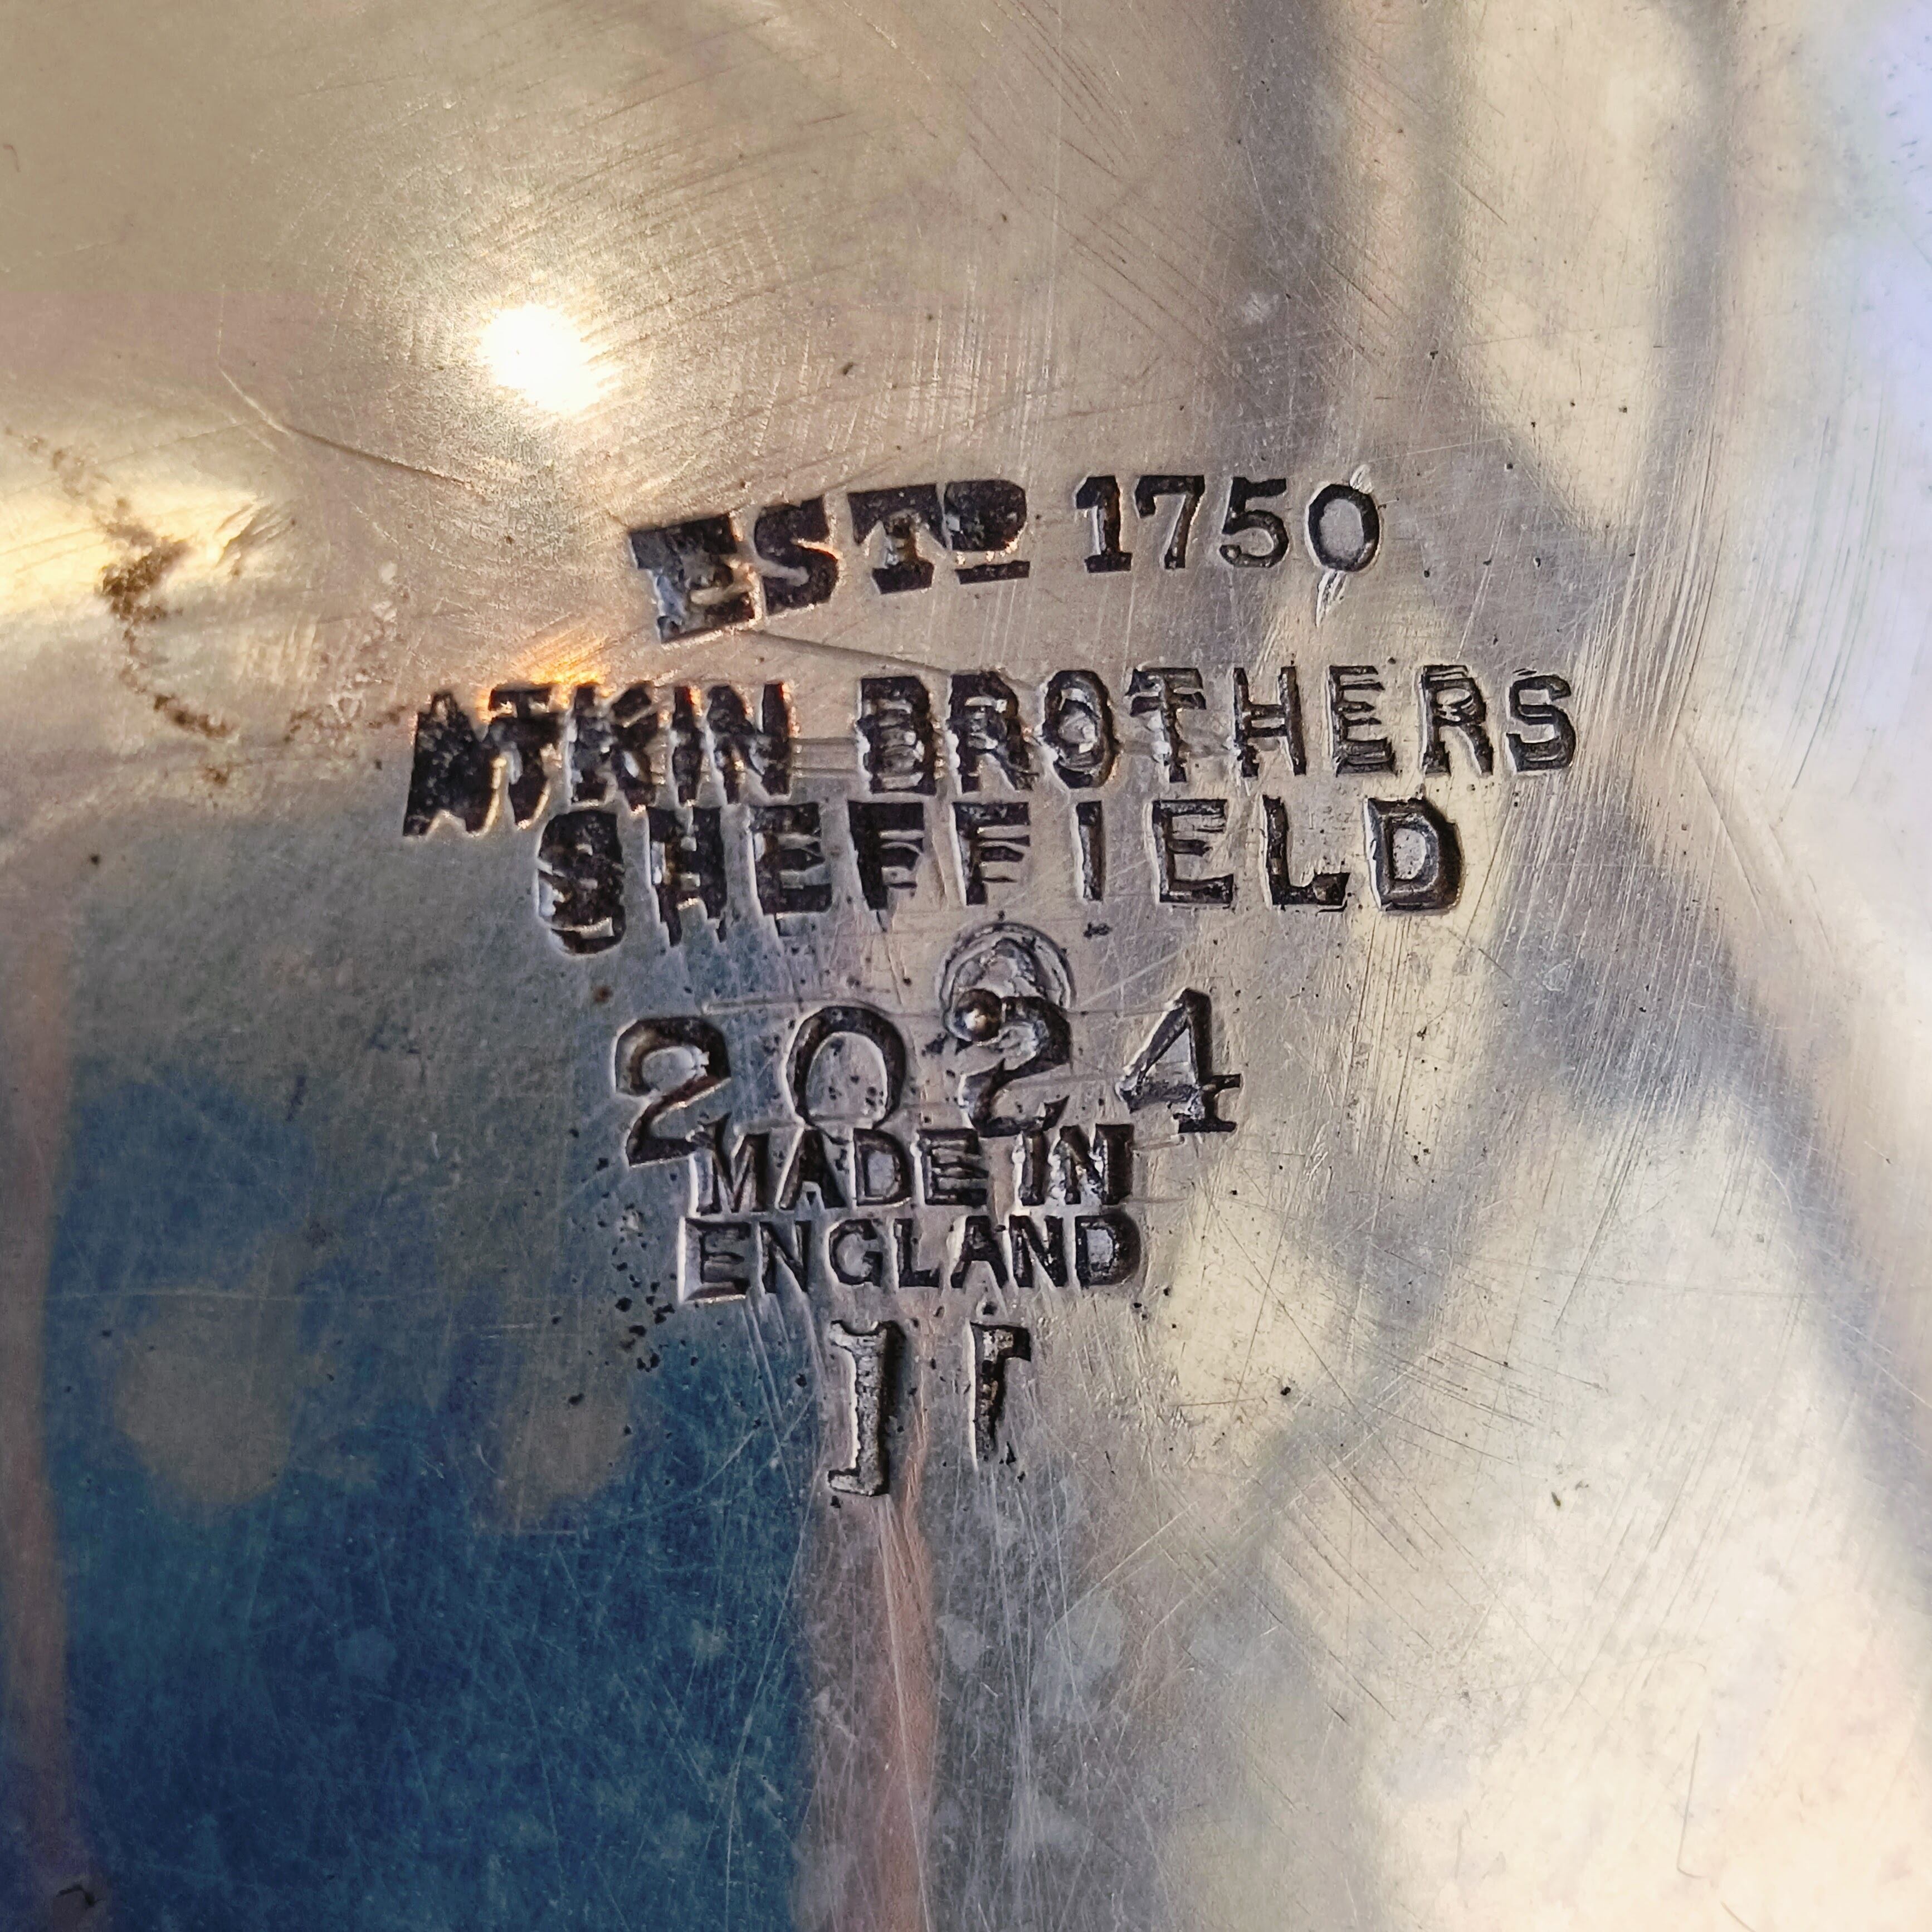 ESTD 1750
ATKIN BROTHERS
SHEFFIELD
2024
MADE IN
ENGLAND